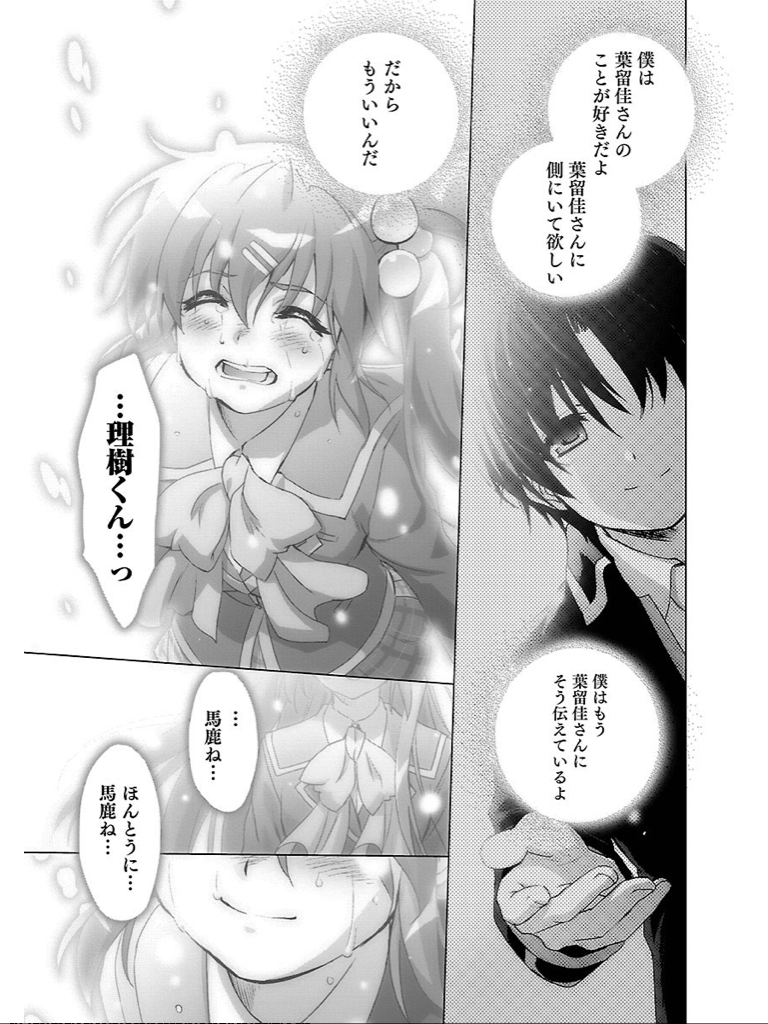 僕は
葉留佳さんの
ことが好きだよ
葉留佳さんに
側にいて欲しい
僕はもう
葉留佳さんに
そう伝えているよ
だから
もういいんだ
…理樹くん…っ
…
馬鹿ね…
ほんとうに…
馬鹿ね…